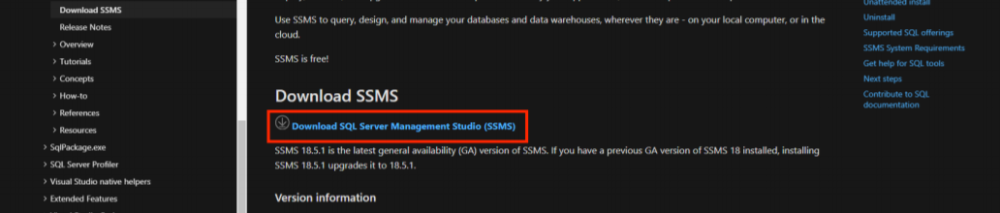 Download SSMS
Release Notes
> Overview
> Tutorials
> Concepts
> How-to
> References
> Resources
> SqlPackage.exe
> SQL Server Profiler
> Visual Studio native helpers
> Extended Features
Use SSMS to query, design, and manage your databases and data warehouses, wherever they are - on your local computer, or in the
cloud.
SSMS is free!
Download SSMS
Download SQL Server Management Studio (SSMS)
SSMS 18.5.1 is the latest general availability (GA) version of SSMS. If you have a previous GA version of SSMS 18 installed, installing
SSMS 18.5.1 upgrades it to 18.5.1.
Version information
Unattended install
Uninstall
Supported SQL offerings
SSMS System Requirements
Get help for SQL tools
Next steps
Contribute to SQL
documentation